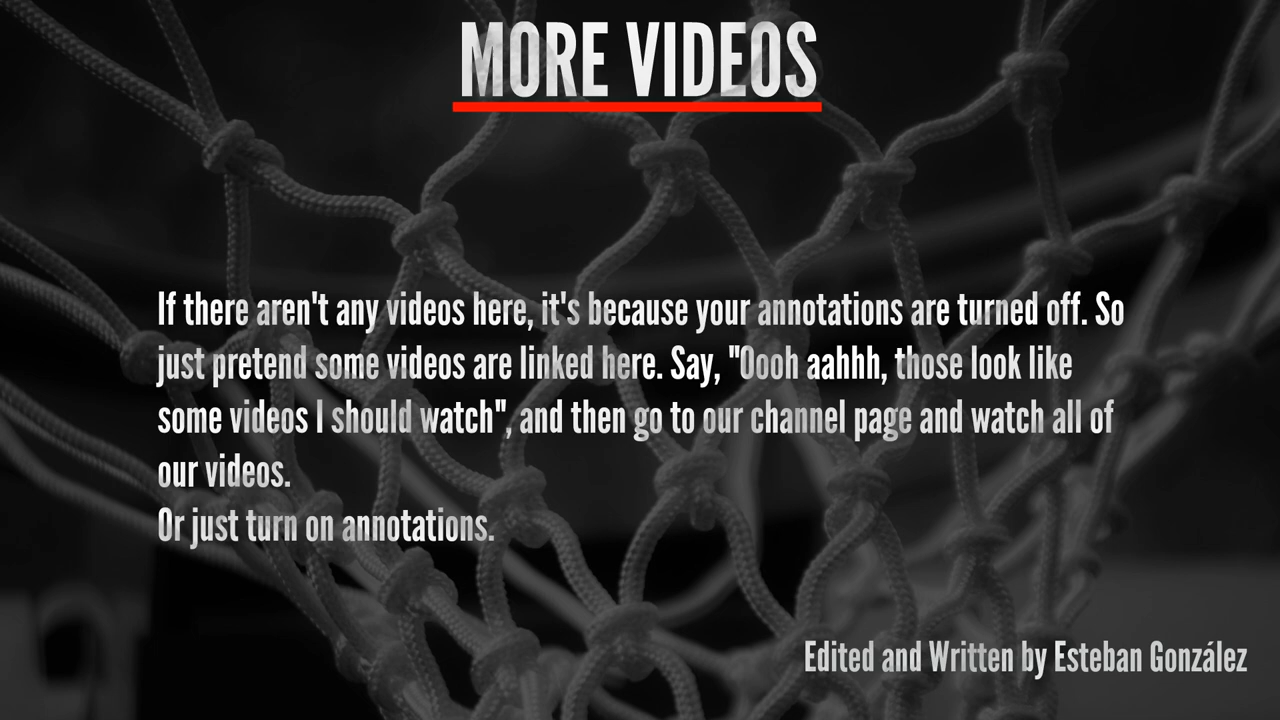 MORE VIDEOS
If there aren't any videos here, it's because your annotations are turned off. So
just pretend some videos are linked here. Say, "Oooh aahhh, those look like
some videos I should watch", and then go to our channel page and watch all of
our videos.
Or just turn on annotations.
Edited and Written by Esteban González